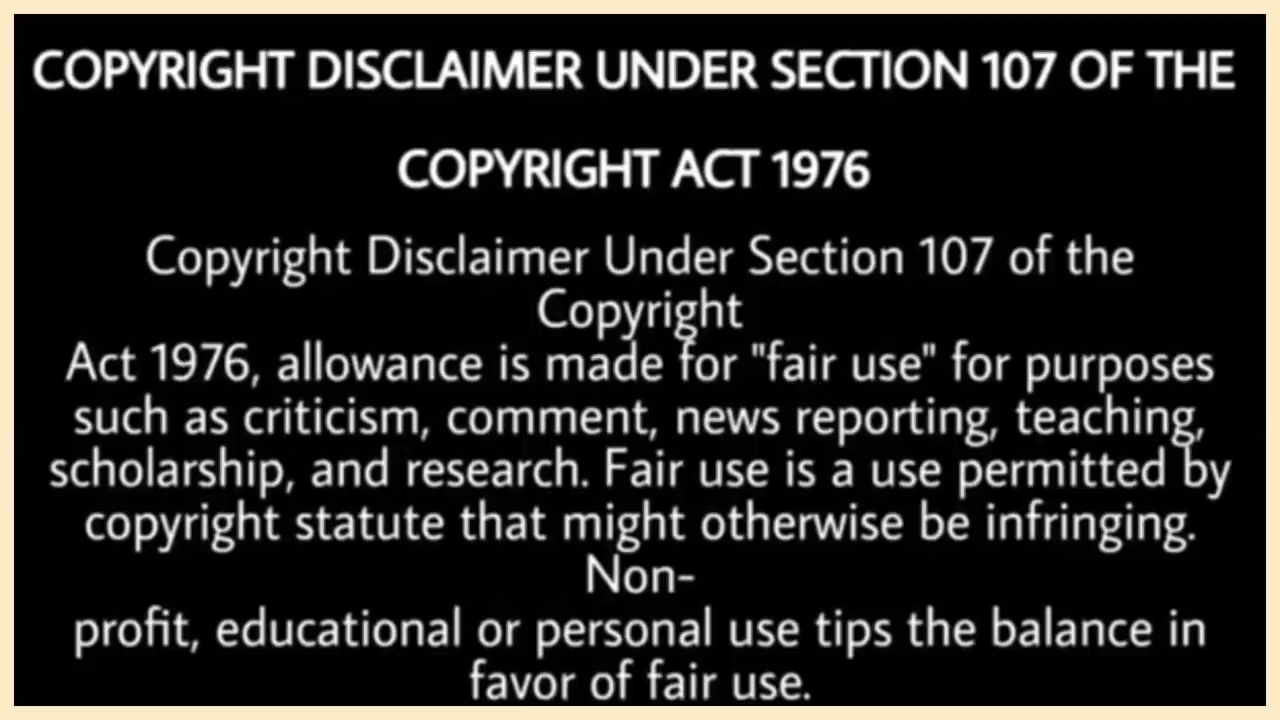 COPYRIGHT DISCLAIMER UNDER SECTION 107 OF THE
COPYRIGHT ACT 1976
Copyright Disclaimer Under Section 107 of the
Copyright
Act 1976, allowance is made for "fair use" for purposes
such as criticism, comment, news reporting, teaching,
scholarship, and research. Fair use is a use permitted by
copyright statute that might otherwise be infringing.
Non-
profit, educational or personal use tips the balance in
favor of fair use.